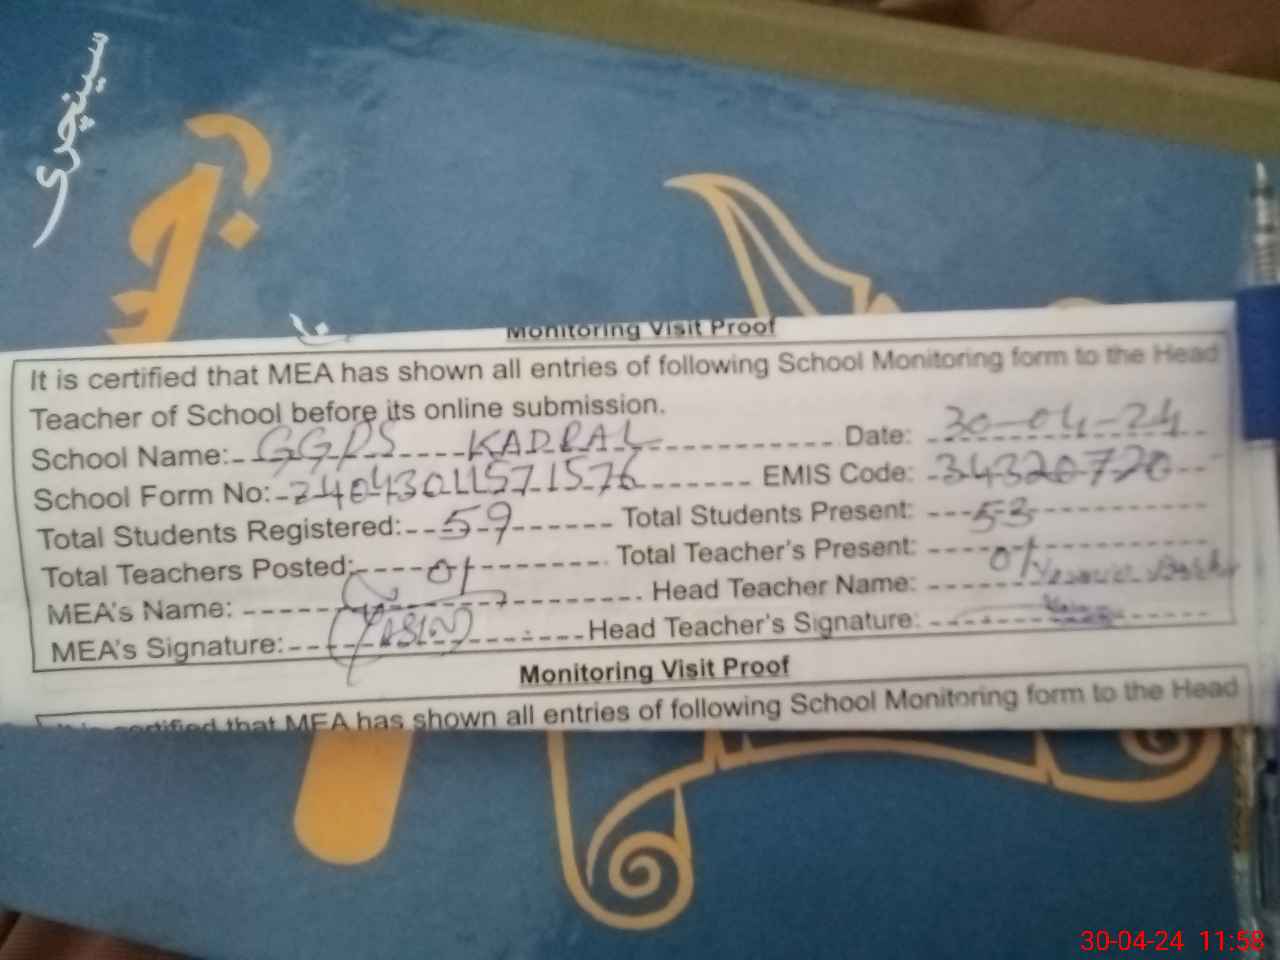 سینچری
Monitoring Visit Proof
It is certified that MEA has shown all entries of following School Monitoring form to the Head
Teacher of School before its online submission.
School Name: GGPS KADRAL Date: 30-04-24
School Form No: 24043011571576 EMIS Code: 34320720
Total Students Registered: 59 Total Students Present: 53
Total Teachers Posted: 01 Total Teacher's Present: 01
MEA's Name: Head Teacher Name:
MEA's Signature: (YASIN) Head Teacher's Signature:
Monitoring Visit Proof
It is certified that MEA has shown all entries of following School Monitoring form to the Head
30-04-24 11:58